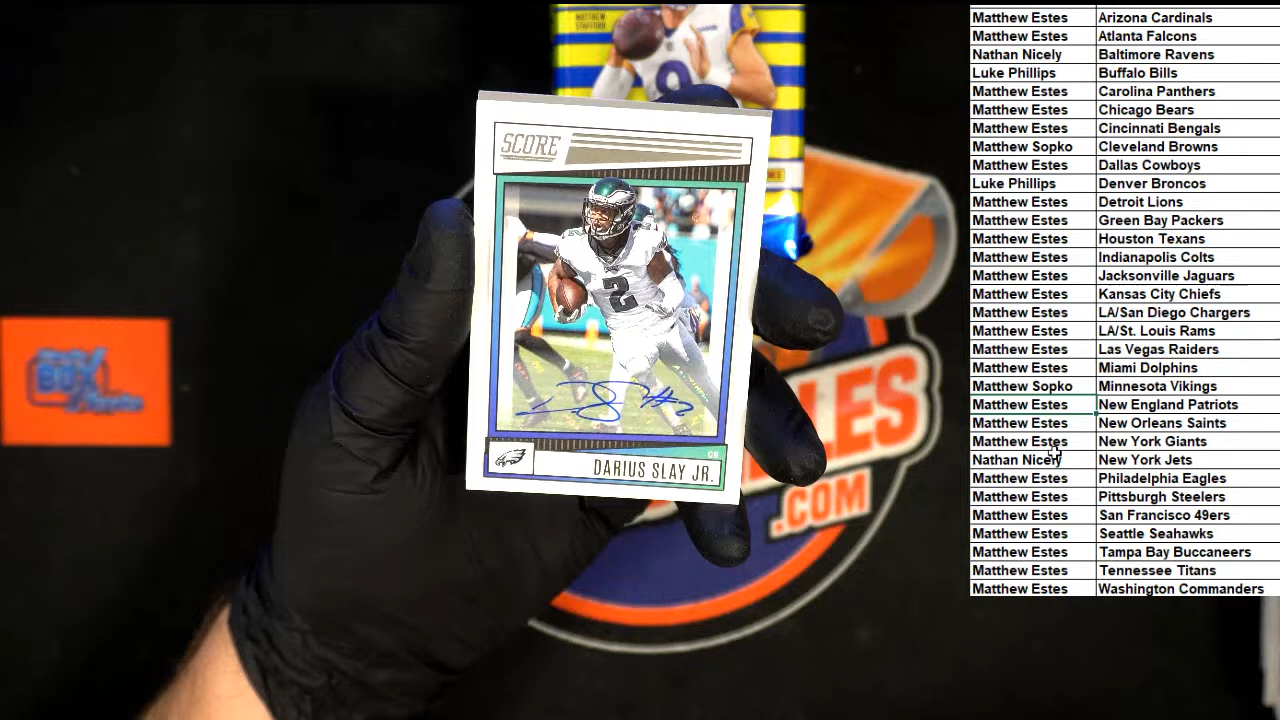 MATTHEW
STAFFORD
SCORE
2
DARIUS SLAY JR.
CB
#2
BOX
LES
.COM
Matthew Estes Arizona Cardinals
Matthew Estes Atlanta Falcons
Nathan Nicely Baltimore Ravens
Luke Phillips Buffalo Bills
Matthew Estes Carolina Panthers
Matthew Estes Chicago Bears
Matthew Estes Cincinnati Bengals
Matthew Sopko Cleveland Browns
Matthew Estes Dallas Cowboys
Luke Phillips Denver Broncos
Matthew Estes Detroit Lions
Matthew Estes Green Bay Packers
Matthew Estes Houston Texans
Matthew Estes Indianapolis Colts
Matthew Estes Jacksonville Jaguars
Matthew Estes Kansas City Chiefs
Matthew Estes LA/San Diego Chargers
Matthew Estes LA/St. Louis Rams
Matthew Estes Las Vegas Raiders
Matthew Estes Miami Dolphins
Matthew Sopko Minnesota Vikings
Matthew Estes New England Patriots
Matthew Estes New Orleans Saints
Matthew Estes New York Giants
Nathan Nicely New York Jets
Matthew Estes Philadelphia Eagles
Matthew Estes Pittsburgh Steelers
Matthew Estes San Francisco 49ers
Matthew Estes Seattle Seahawks
Matthew Estes Tampa Bay Buccaneers
Matthew Estes Tennessee Titans
Matthew Estes Washington Commanders